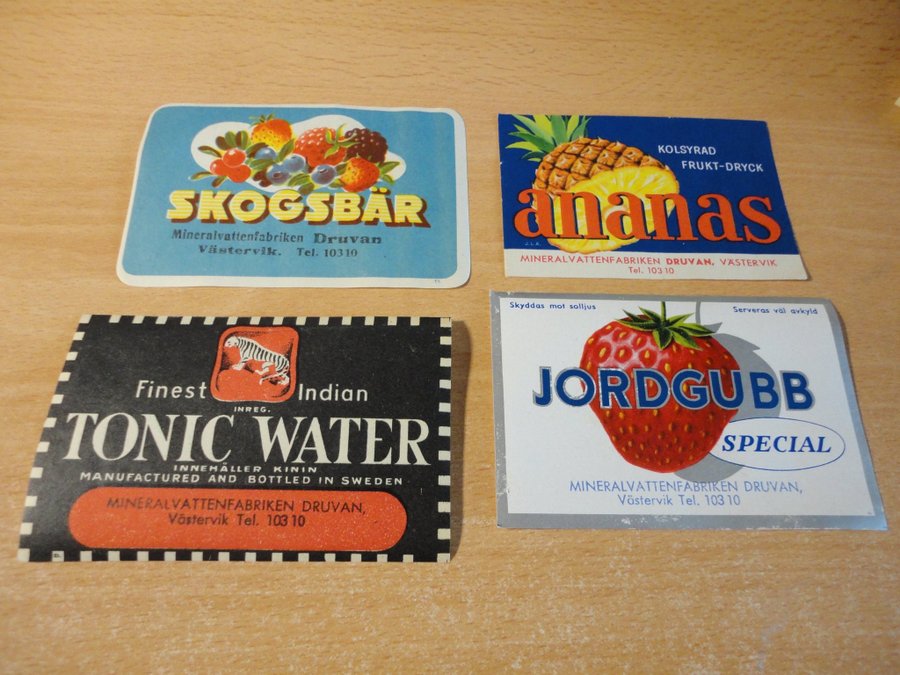 SKOGSBÄR
Mineralvattenfabriken Druvan
Västervik. Tel. 10310
KOLSYRAD
FRUKT-DRYCK
ananas
J.L.A.
MINERALVATTENFABRIKEN DRUVAN, VÄSTERVIK
Tel. 103 10
Finest Indian
INREG.
TONIC WATER
INNEHÅLLER KININ
MANUFACTURED AND BOTTLED IN SWEDEN
MINERALVATTENFABRIKEN DRUVAN,
Västervik Tel. 103 10
Skyddas mot solljus
Serveras väl avkyld
JORDGUBB
SPECIAL
MINERALVATTENFABRIKEN DRUVAN,
Västervik Tel. 103 10